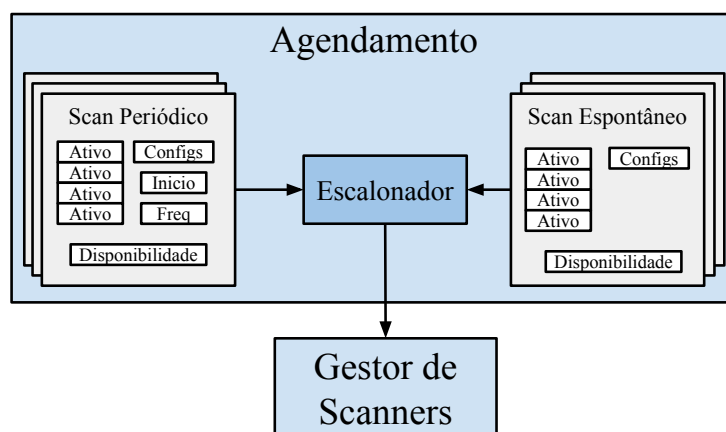 Agendamento
Scan Periódico
Ativo
Ativo
Ativo
Ativo
Configs
Inicio
Freq
Disponibilidade
Escalonador
Scan Espontâneo
Ativo
Ativo
Ativo
Ativo
Configs
Disponibilidade
Gestor de
Scanners